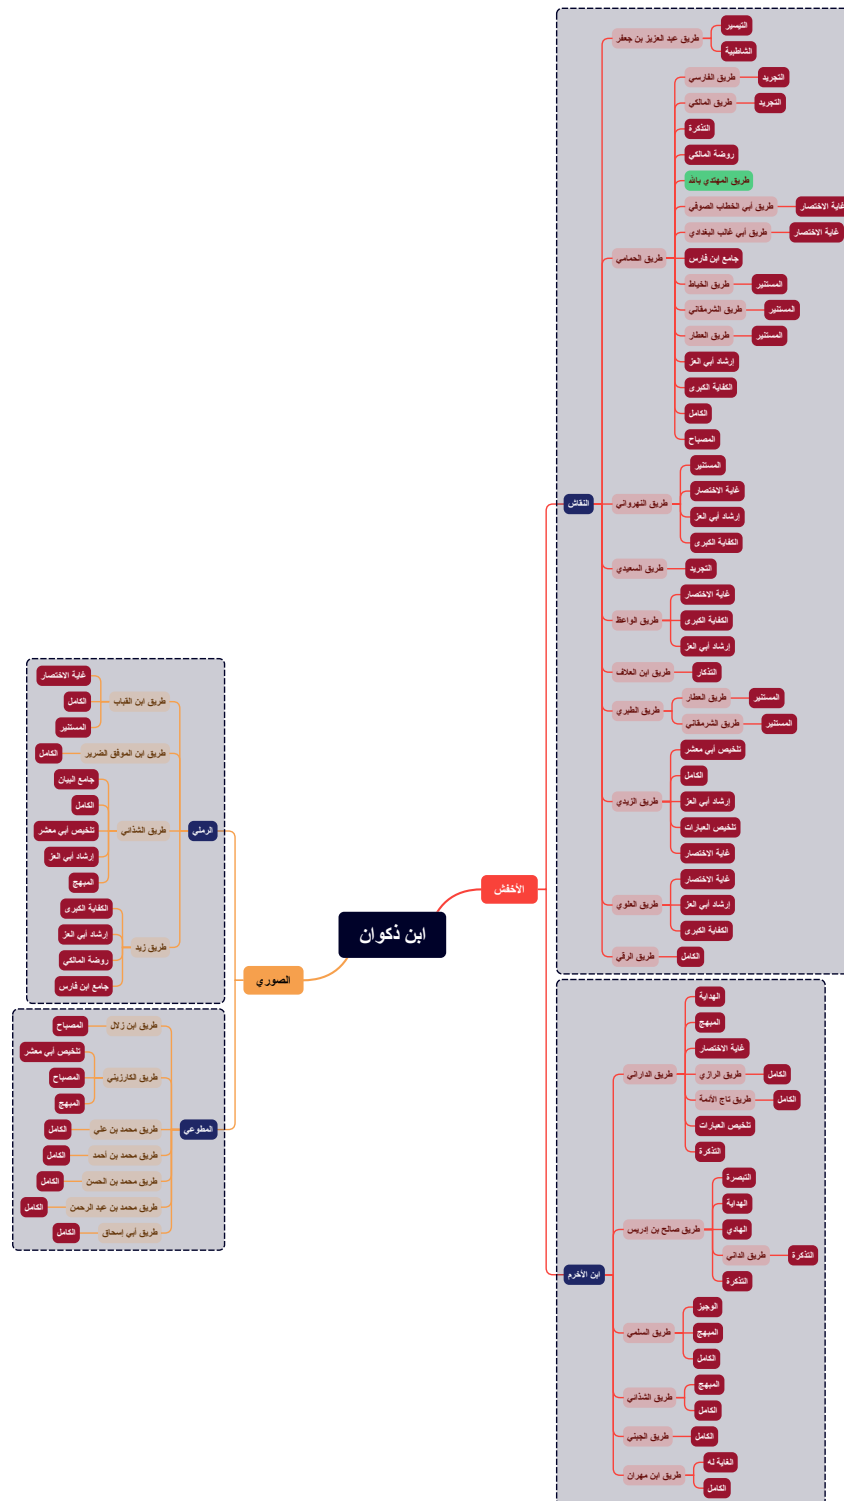 ابن ذكوان
الأخفش
النقاش
طريق عبد العزيز بن جعفر
التيسير
الشاطبية
طريق الحمامي
طريق الفارسي
التجريد
طريق المالكي
التجريد
التذكرة
روضة المالكي
طريق المهتدي بالله
طريق أبي الخطاب الصوفي
غاية الاختصار
طريق أبي غالب البغدادي
غاية الاختصار
جامع ابن فارس
طريق الخياط
المستنير
طريق الشرمقاني
المستنير
طريق العطار
المستنير
إرشاد أبي العز
الكفاية الكبرى
الكامل
المصباح
طريق النهرواني
المستنير
غاية الاختصار
إرشاد أبي العز
الكفاية الكبرى
طريق السعيدي
التجريد
طريق الواعظ
غاية الاختصار
الكفاية الكبرى
إرشاد أبي العز
طريق ابن العلاف
التذكار
طريق الطبري
طريق العطار
المستنير
طريق الشرمقاني
المستنير
طريق الزيدي
تلخيص أبي معشر
الكامل
إرشاد أبي العز
تلخيص العبارات
غاية الاختصار
طريق العلوي
غاية الاختصار
إرشاد أبي العز
الكفاية الكبرى
طريق الرقي
الكامل
ابن الأخرم
طريق الداراني
الهداية
المبهج
غاية الاختصار
طريق الرازي
الكامل
طريق تاج الأئمة
الكامل
تلخيص العبارات
التذكرة
طريق صالح بن إدريس
التبصرة
الهداية
الهادي
طريق الداني
التذكرة
التذكرة
طريق السلمي
الوجيز
المبهج
الكامل
طريق الشذائي
المبهج
الكامل
طريق الجبني
الكامل
طريق ابن مهران
الغاية له
الكامل
الصوري
الرملي
طريق ابن القباب
غاية الاختصار
الكامل
المستنير
طريق ابن الموفق الضرير
الكامل
طريق الشذائي
جامع البيان
الكامل
تلخيص أبي معشر
إرشاد أبي العز
المبهج
طريق زيد
الكفاية الكبرى
إرشاد أبي العز
روضة المالكي
جامع ابن فارس
المطوعي
طريق ابن زلال
المصباح
طريق الكارزيني
تلخيص أبي معشر
المصباح
المبهج
طريق محمد بن علي
الكامل
طريق محمد بن أحمد
الكامل
طريق محمد بن الحسن
الكامل
طريق محمد بن عبد الرحمن
الكامل
طريق أبي إسحاق
الكامل